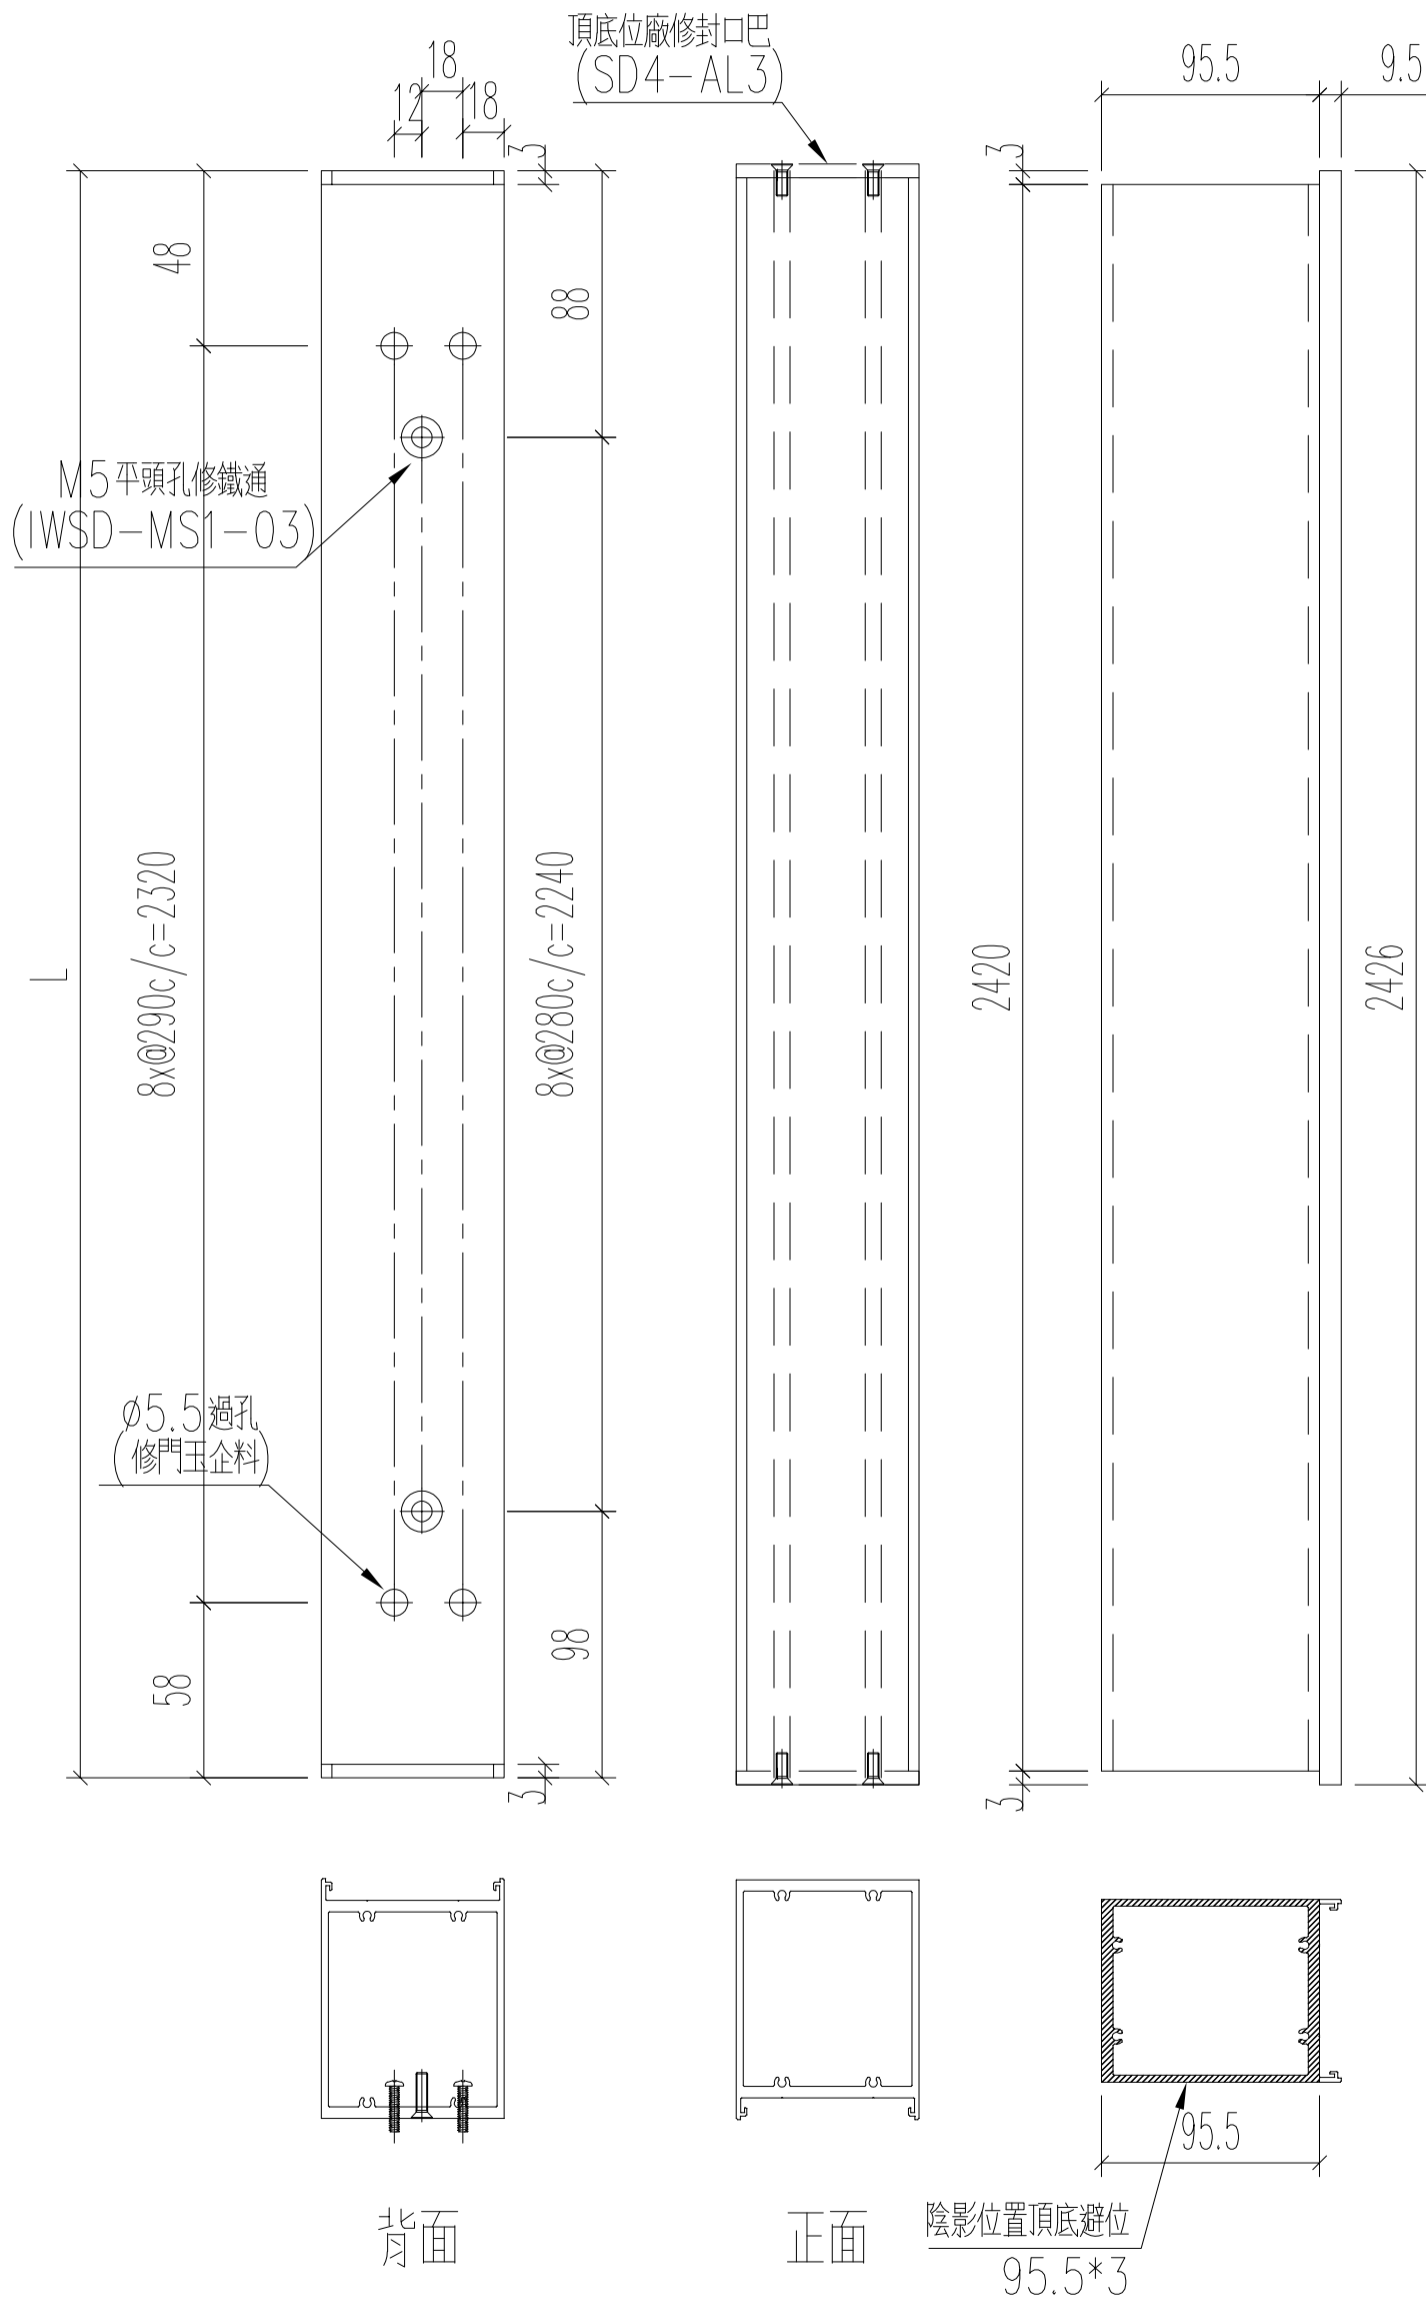 頂底位廠修封口巴
(SD4-AL3)
18
12
18
3
95.5
9.5
3
48
88
M5平頭孔修鐵通
(IWSD-MS1-03)
L
8x@290c/c=2320
8x@280c/c=2240
2420
2426
ø5.5過孔
(修門玉企料)
58
98
3
3
95.5
背面
正面
陰影位置頂底避位
95.5*3